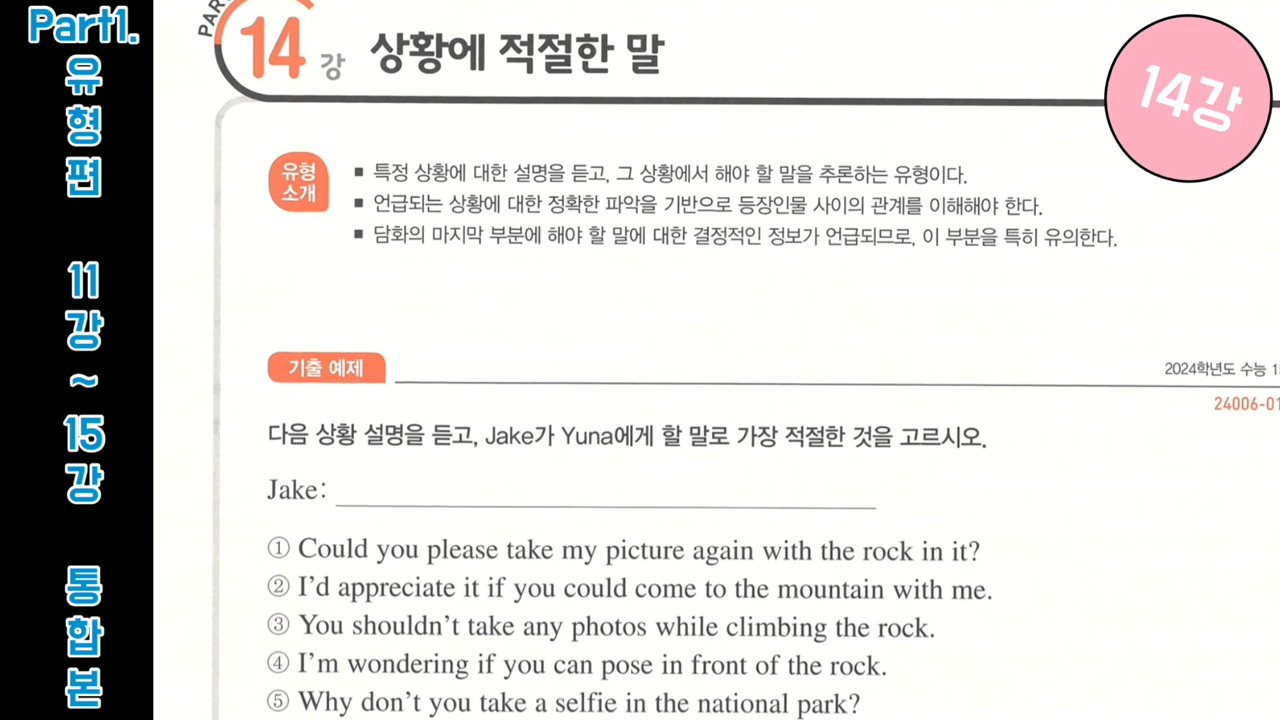 Part1.
유
형
편
11
강
~
15
강
통
합
본
PART
14강 상황에 적절한 말
14강
유형
소개
■ 특정 상황에 대한 설명을 듣고, 그 상황에서 해야 할 말을 추론하는 유형이다.
■ 언급되는 상황에 대한 정확한 파악을 기반으로 등장인물 사이의 관계를 이해해야 한다.
■ 담화의 마지막 부분에 해야 할 말에 대한 결정적인 정보가 언급되므로, 이 부분을 특히 유의한다.
기출 예제
2024학년도 수능
24006-01
다음 상황 설명을 듣고, Jake가 Yuna에게 할 말로 가장 적절한 것을 고르시오.
Jake:
① Could you please take my picture again with the rock in it?
② I'd appreciate it if you could come to the mountain with me.
③ You shouldn't take any photos while climbing the rock.
④ I'm wondering if you can pose in front of the rock.
⑤ Why don't you take a selfie in the national park?